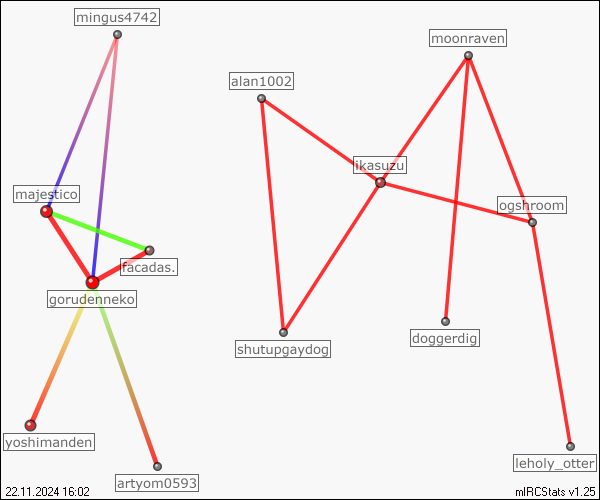 mingus4742
moonraven
alan1002
ikasuzu
majestico
ogshroom
facadas.
gorudenneko
doggerdig
shutupgaydog
yoshimanden
leholy_otter
artyom0593
22.11.2024 16:02
mIRCStats v1.25